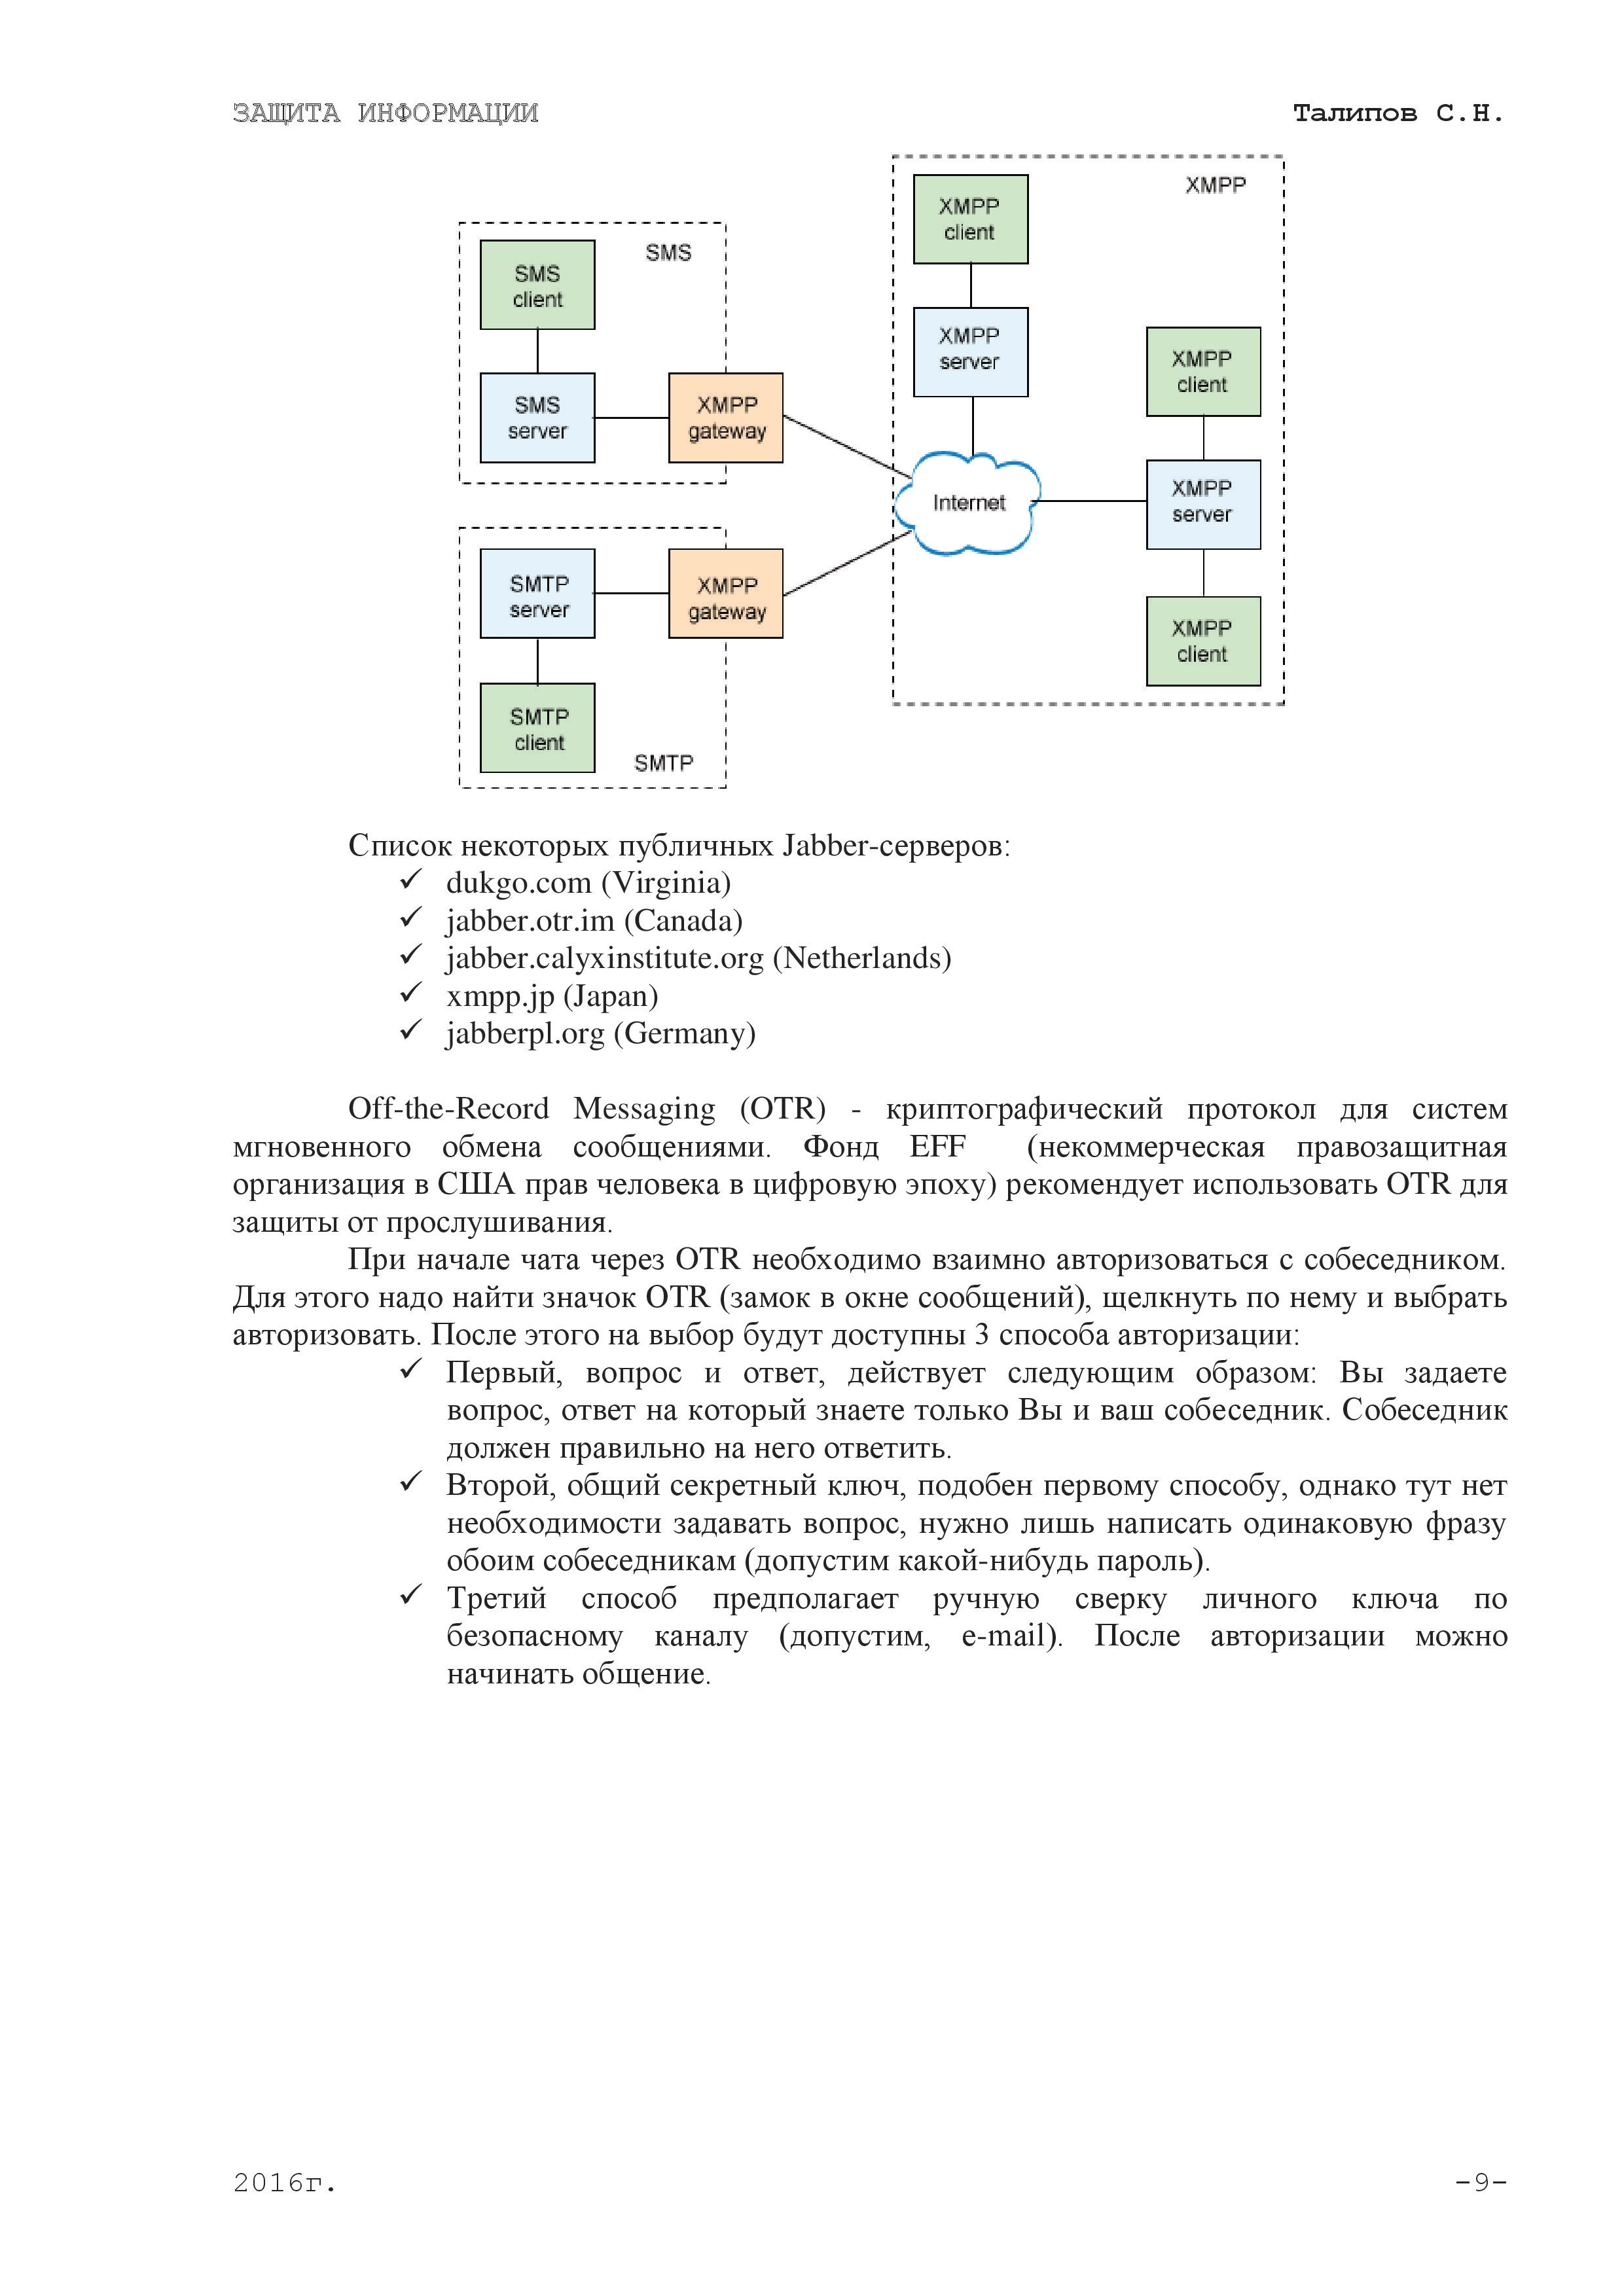 ЗАЩИТА ИНФОРМАЦИИ
Талипов С.Н.
SMS
SMS
client
SMS
server
XMPP
gateway
SMTP
server
XMPP
gateway
SMTP
client
SMTP
XMPP
XMPP
client
XMPP
server
Internet
XMPP
client
XMPP
server
XMPP
client
Список некоторых публичных Jabber-серверов:
✓ dukgo.com (Virginia)
✓ jabber.otr.im (Canada)
✓ jabber.calyxinstitute.org (Netherlands)
✓ xmpp.jp (Japan)
✓ jabberpl.org (Germany)
Off-the-Record Messaging (OTR) - криптографический протокол для систем
мгновенного обмена сообщениями. Фонд EFF (некоммерческая правозащитная
организация в США прав человека в цифровую эпоху) рекомендует использовать OTR для
защиты от прослушивания.
При начале чата через OTR необходимо взаимно авторизоваться с собеседником.
Для этого надо найти значок OTR (замок в окне сообщений), щелкнуть по нему и выбрать
авторизовать. После этого на выбор будут доступны 3 способа авторизации:
✓ Первый, вопрос и ответ, действует следующим образом: Вы задаете
вопрос, ответ на который знаете только Вы и ваш собеседник. Собеседник
должен правильно на него ответить.
✓ Второй, общий секретный ключ, подобен первому способу, однако тут нет
необходимости задавать вопрос, нужно лишь написать одинаковую фразу
обоим собеседникам (допустим какой-нибудь пароль).
✓ Третий способ предполагает ручную сверку личного ключа по
безопасному каналу (допустим, e-mail). После авторизации можно
начинать общение.
2016г.
-9-